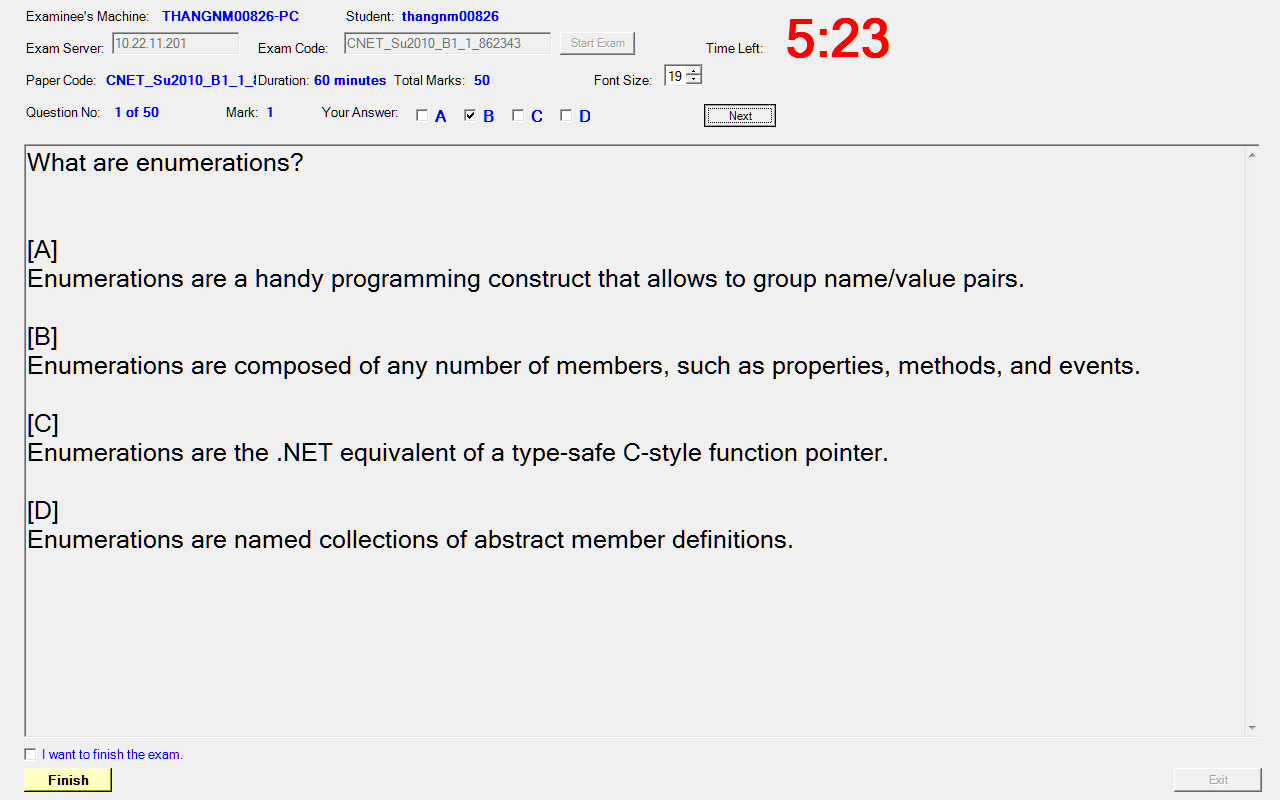 Examinee's Machine: THANGNM00826-PC Student: thangnm00826
Exam Server: 10.22.11.201 Exam Code: CNET_Su2010_B1_1_862343 Start Exam Time Left: 5:23
Paper Code: CNET_Su2010_B1_1_ Duration: 60 minutes Total Marks: 50 Font Size: 19
Question No: 1 of 50 Mark: 1 Your Answer: A B C D Next
What are enumerations?
[A]
Enumerations are a handy programming construct that allows to group name/value pairs.
[B]
Enumerations are composed of any number of members, such as properties, methods, and events.
[C]
Enumerations are the .NET equivalent of a type-safe C-style function pointer.
[D]
Enumerations are named collections of abstract member definitions.
I want to finish the exam.
Finish Exit